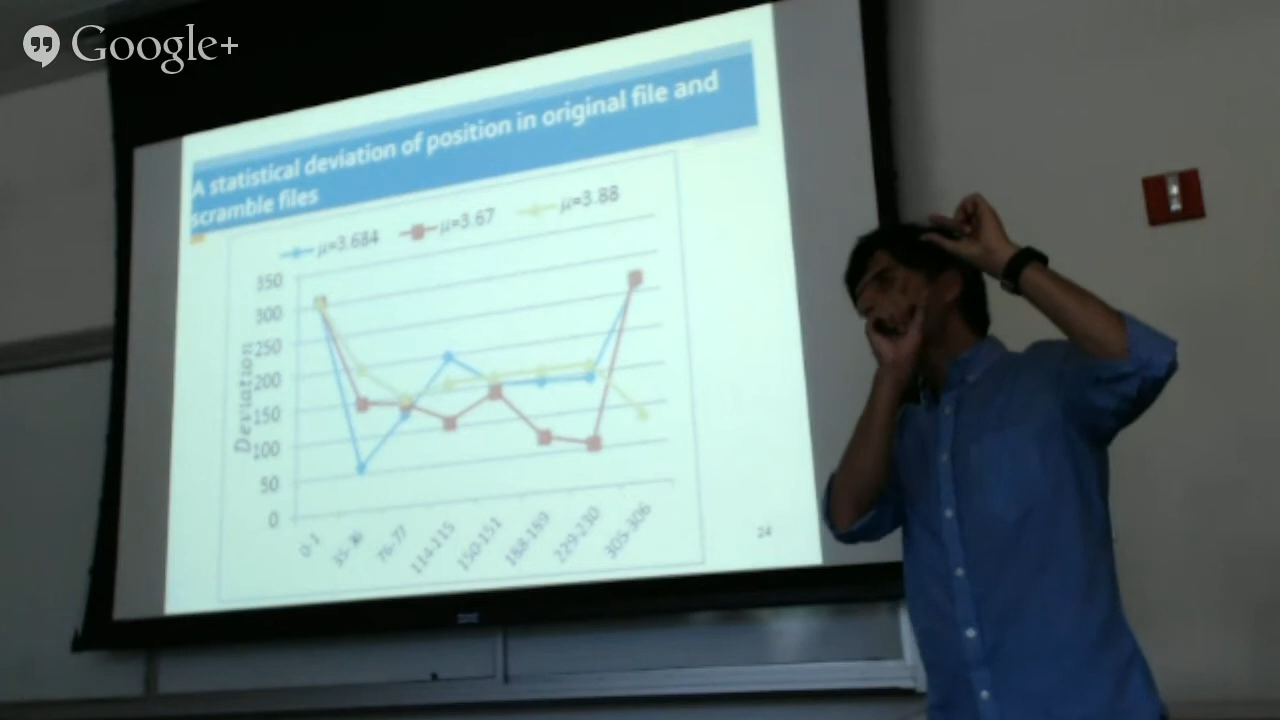 Google+
A statistical deviation of position in original file and
scramble files
μ=3.684 μ=3.67 μ=3.88
Deviation
350
300
250
200
150
100
50
0
0-1 35-36 76-77 114-115 150-151 188-189 229-230 305-306
24